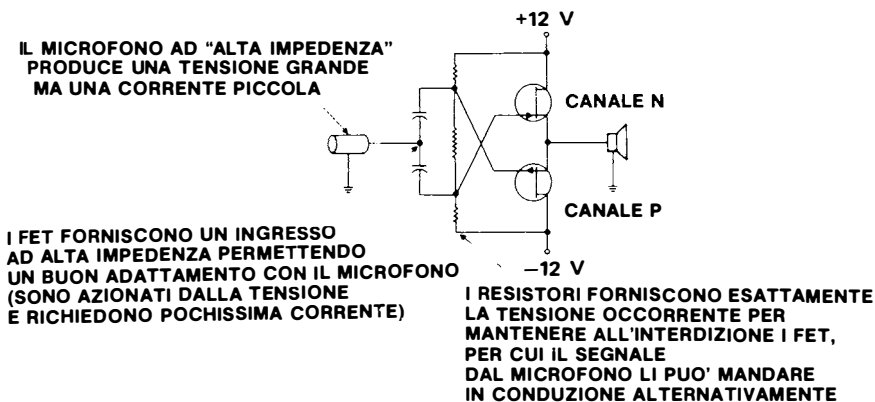 +12 V
IL MICROFONO AD “ALTA IMPEDENZA”
PRODUCE UNA TENSIONE GRANDE
MA UNA CORRENTE PICCOLA
CANALE N
CANALE P
I FET FORNISCONO UN INGRESSO
AD ALTA IMPEDENZA PERMETTENDO
UN BUON ADATTAMENTO CON IL MICROFONO
(SONO AZIONATI DALLA TENSIONE
E RICHIEDONO POCHISSIMA CORRENTE)
−12 V
I RESISTORI FORNISCONO ESATTAMENTE
LA TENSIONE OCCORRENTE PER
MANTENERE ALL'INTERDIZIONE I FET,
PER CUI IL SEGNALE
DAL MICROFONO LI PUO' MANDARE
IN CONDUZIONE ALTERNATIVAMENTE